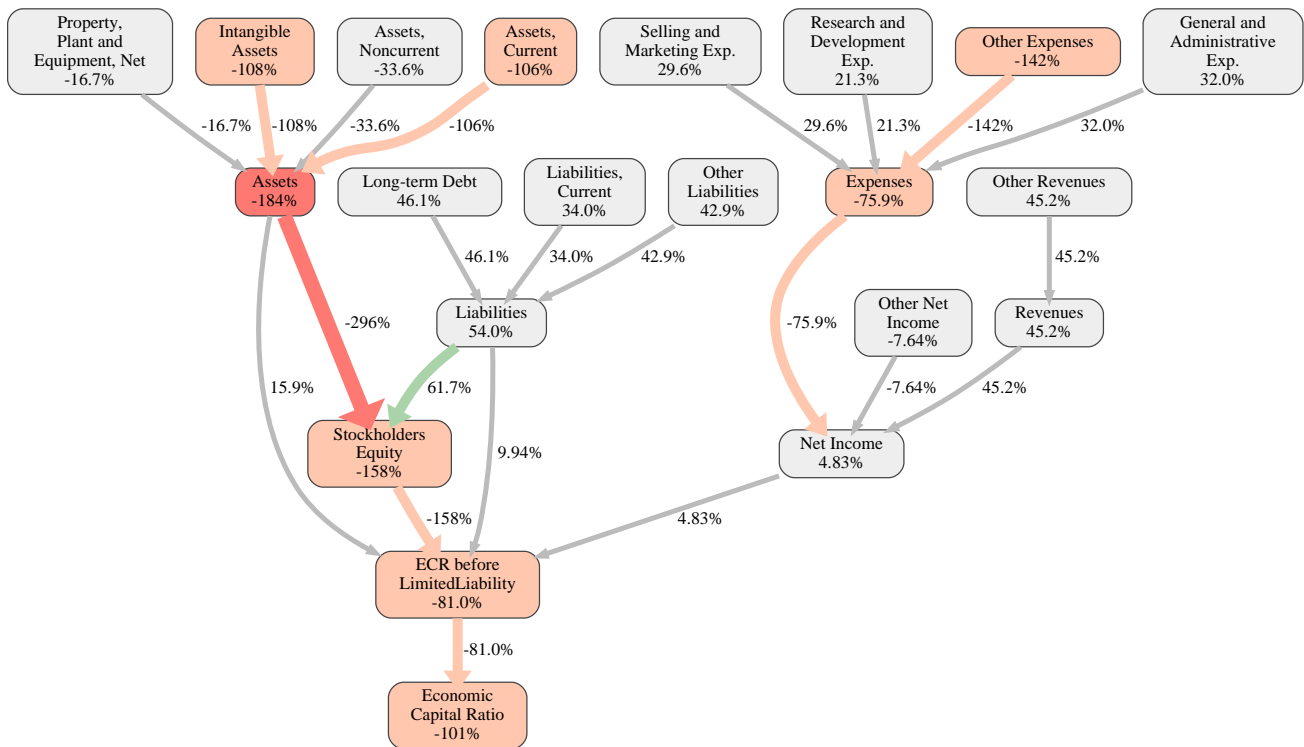 Property,
Plant and
Equipment, Net
-16.7%
Intangible
Assets
-108%
Assets,
Noncurrent
-33.6%
Assets,
Current
-106%
Selling and
Marketing Exp.
29.6%
Research and
Development
Exp.
21.3%
Other Expenses
-142%
General and
Administrative
Exp.
32.0%
-16.7%
-108%
-33.6%
-106%
29.6%
21.3%
-142%
32.0%
Assets
-184%
Long-term Debt
46.1%
Liabilities,
Current
34.0%
Other
Liabilities
42.9%
Expenses
-75.9%
Other Revenues
45.2%
46.1%
34.0%
42.9%
45.2%
-296%
Liabilities
54.0%
-75.9%
Other Net
Income
-7.64%
Revenues
45.2%
15.9%
61.7%
-7.64%
45.2%
Stockholders
Equity
-158%
9.94%
Net Income
4.83%
-158%
4.83%
ECR before
LimitedLiability
-81.0%
-81.0%
Economic
Capital Ratio
-101%